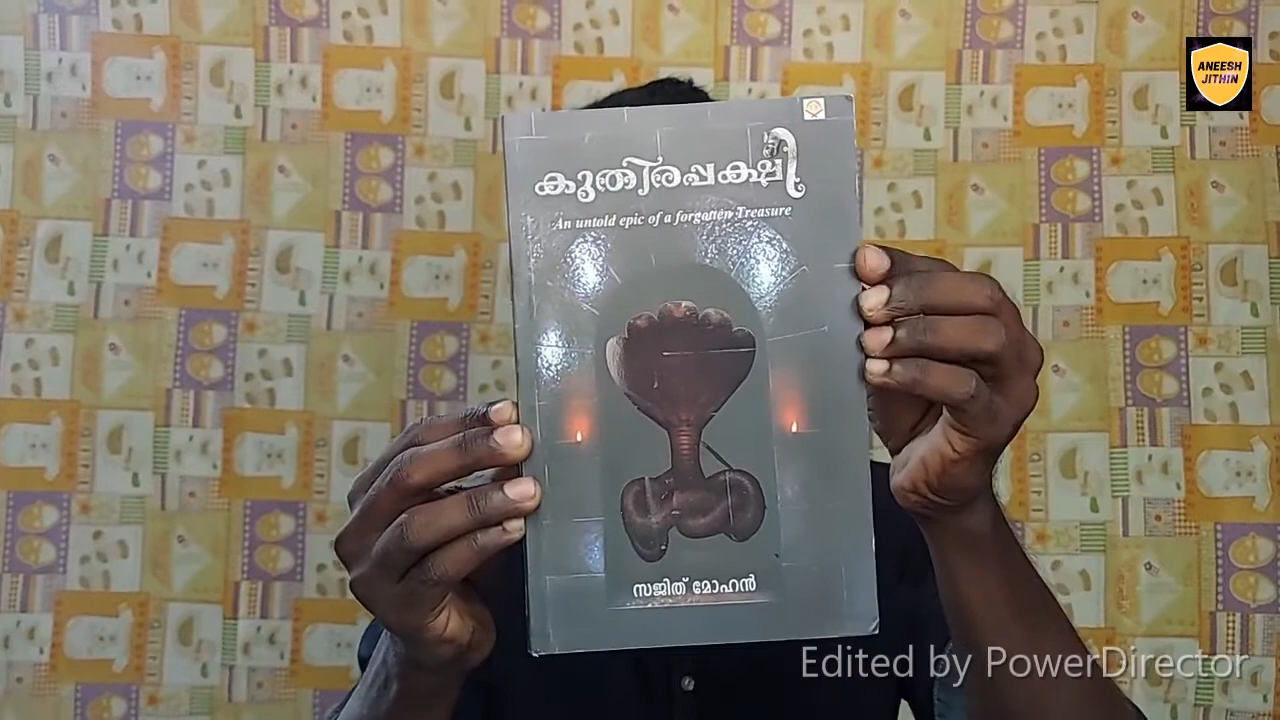 ANEESH
JITHIN
കുതിരപ്പക്ഷി
An untold epic of a forgotten Treasure
സജിത് മോഹൻ
Edited by PowerDirector